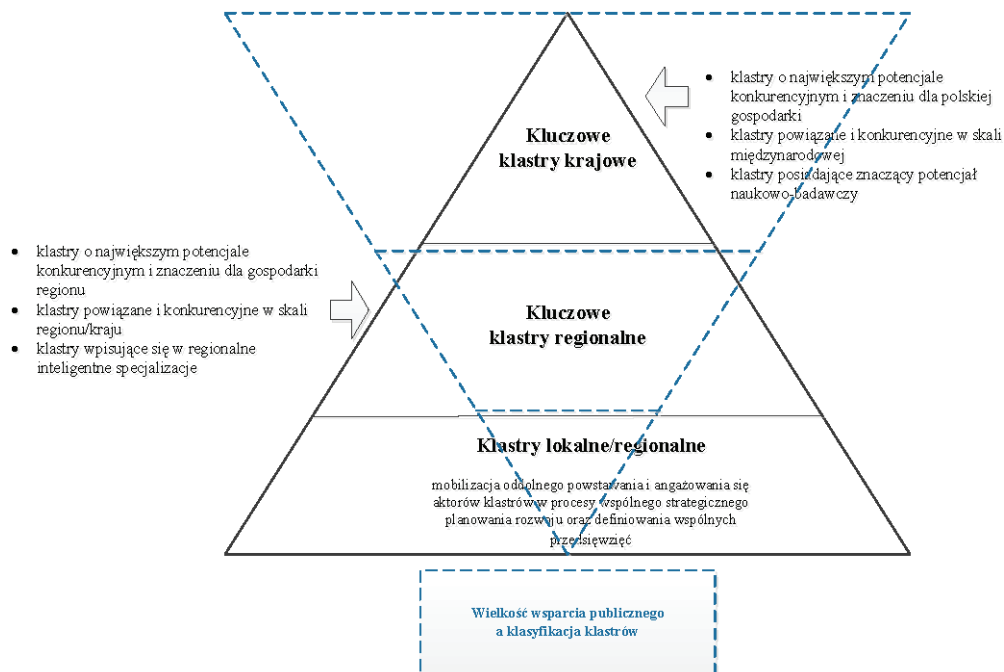 • klastry o największym potencjale
konkurencyjnym i znaczeniu dla polskiej
gospodarki
• klastry powiązane i konkurencyjne w skali
międzynarodowej
• klastry posiadające znaczący potencjał
naukowo-badawczy
Kluczowe
klastry krajowe
• klastry o największym potencjale
konkurencyjnym i znaczeniu dla gospodarki
regionu
• klastry powiązane i konkurencyjne w skali
regionu/kraju
• klastry wpisujące się w regionalne
inteligentne specjalizacje
Kluczowe
klastry regionalne
Klastry lokalne/regionalne
mobilizacja oddolnego powstawania i angażowania się
aktorów klastrów w procesy wspólnego strategicznego
planowania rozwoju oraz definiowania wspólnych
przedsięwzięć
Wielkość wsparcia publicznego
a klasyfikacja klastrów